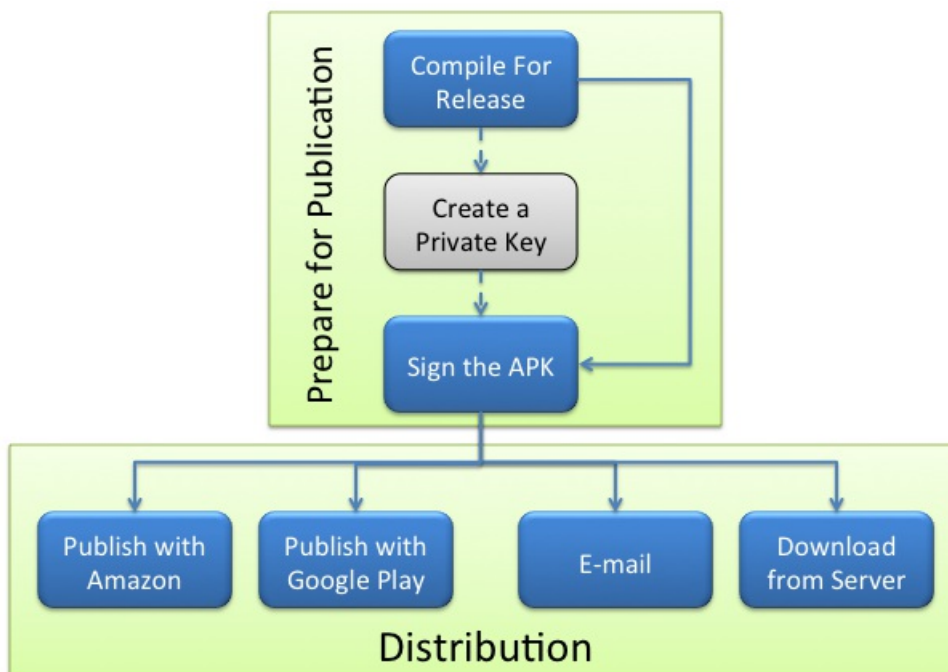 Prepare for Publication
Compile For
Release
Create a
Private Key
Sign the APK
Publish with
Amazon
Publish with
Google Play
E-mail
Download
from Server
Distribution